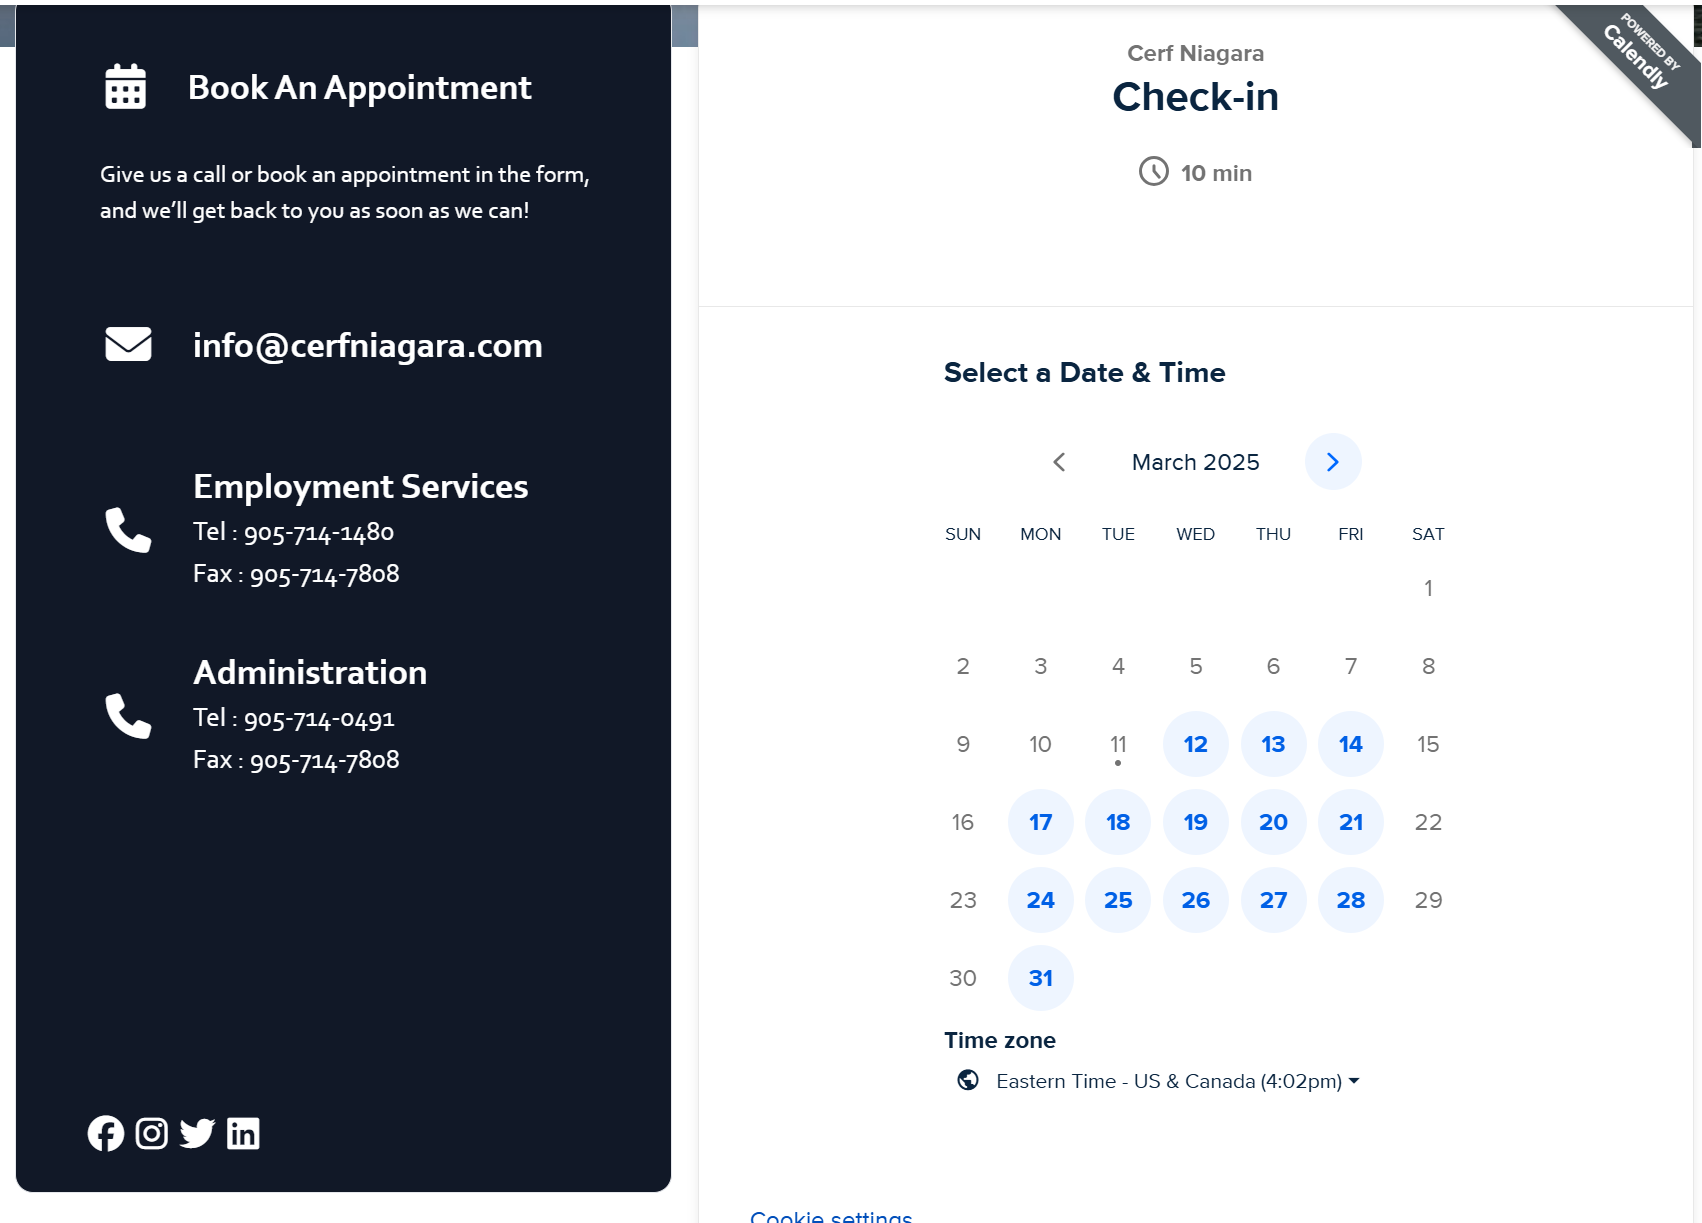 Book An Appointment
Give us a call or book an appointment in the form,
and we’ll get back to you as soon as we can!
info@cerfniagara.com
Employment Services
Tel : 905-714-1480
Fax : 905-714-7808
Administration
Tel : 905-714-0491
Fax : 905-714-7808
POWERED BY
Calendly
Cerf Niagara
Check-in
10 min
Select a Date & Time
March 2025
SUN MON TUE WED THU FRI SAT
1
2 3 4 5 6 7 8
9 10 11 12 13 14 15
16 17 18 19 20 21 22
23 24 25 26 27 28 29
30 31
Time zone
Eastern Time - US & Canada (4:02pm)
Cookie settings